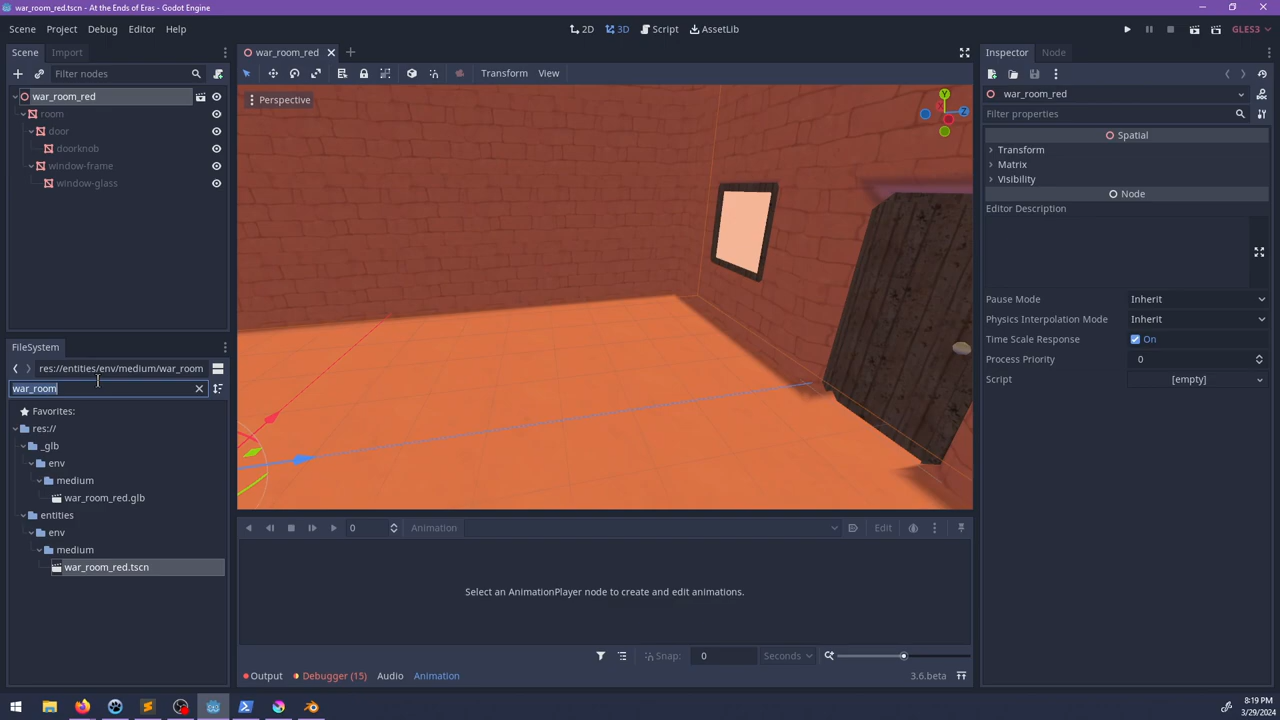 war_room_red.tscn - At the Ends of Eras - Godot Engine
Scene Project Debug Editor Help
2D 3D Script AssetLib
GLES3
Scene Import
Filter nodes
war_room_red
room
door
doorknob
window-frame
window-glass
war_room_red
Transform View
Perspective
Y
Z
FileSystem
res://entities/env/medium/war_room
war_room
Favorites:
res://
_glb
env
medium
war_room_red.glb
entities
env
medium
war_room_red.tscn
0 Animation Edit
Select an AnimationPlayer node to create and edit animations.
Snap: 0 Seconds
Output Debugger (15) Audio Animation 3.6.beta
Inspector Node
war_room_red
Filter properties
Spatial
Transform
Matrix
Visibility
Node
Editor Description
Pause Mode Inherit
Physics Interpolation Mode Inherit
Time Scale Response On
Process Priority 0
Script [empty]
8:19 PM
3/29/2024